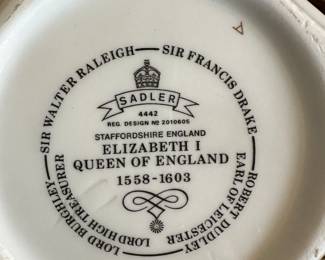 A
SIR WALTER RALEIGH
SIR FRANCIS DRAKE
SADLER
4442
REG. DESIGN Nº 2010605
STAFFORDSHIRE ENGLAND
ELIZABETH I
QUEEN OF ENGLAND
1558-1603
ROBERT DUDLEY
EARL OF LEICESTER
LORD BURGHLEY
LORD HIGH TREASURER